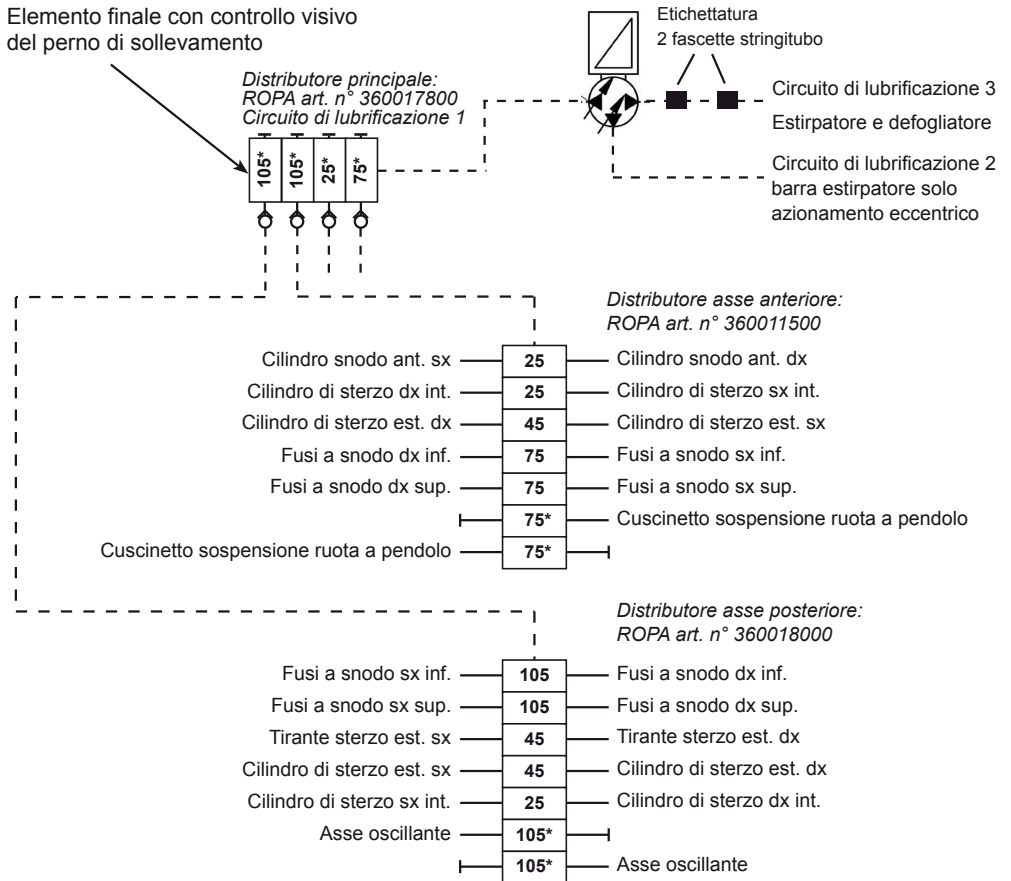 Elemento finale con controllo visivo
del perno di sollevamento
Distributore principale:
ROPA art. n° 360017800
Circuito di lubrificazione 1
105*
105*
25*
75*
Etichettatura
2 fascette stringitubo
Circuito di lubrificazione 3
Estirpatore e defogliatore
Circuito di lubrificazione 2
barra estirpatore solo
azionamento eccentrico
Distributore asse anteriore:
ROPA art. n° 360011500
Cilindro snodo ant. sx 25 Cilindro snodo ant. dx
Cilindro di sterzo dx int. 25 Cilindro di sterzo sx int.
Cilindro di sterzo est. dx 45 Cilindro di sterzo est. sx
Fusi a snodo dx inf. 75 Fusi a snodo sx inf.
Fusi a snodo dx sup. 75 Fusi a snodo sx sup.
75* Cuscinetto sospensione ruota a pendolo
Cuscinetto sospensione ruota a pendolo 75*
Distributore asse posteriore:
ROPA art. n° 360018000
Fusi a snodo sx inf. 105 Fusi a snodo dx inf.
Fusi a snodo sx sup. 105 Fusi a snodo dx sup.
Tirante sterzo est. sx 45 Tirante sterzo est. dx
Cilindro di sterzo est. sx 45 Cilindro di sterzo est. dx
Cilindro di sterzo sx int. 25 Cilindro di sterzo dx int.
Asse oscillante 105*
105* Asse oscillante